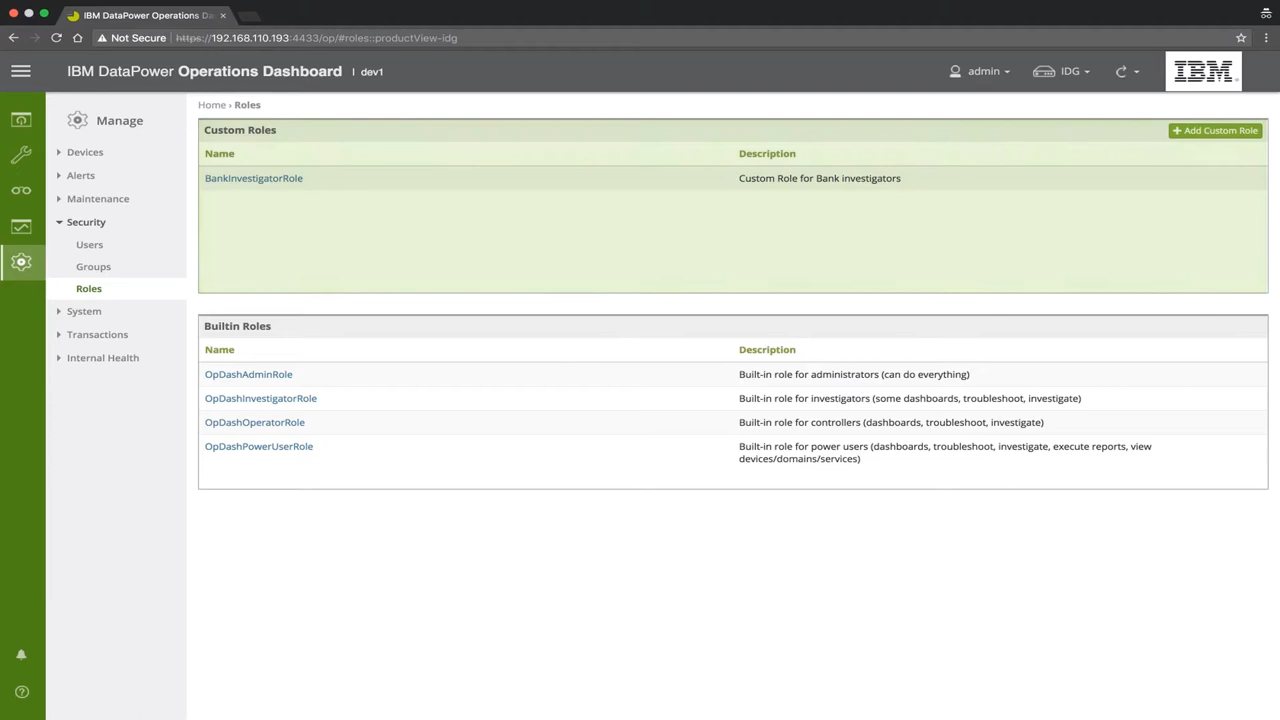 IBM DataPower Operations Da
Not Secure https://192.168.110.193:4433/op/#roles::productView-idg
IBM DataPower Operations Dashboard | dev1
admin
IDG
IBM
Manage
Devices
Alerts
Maintenance
Security
Users
Groups
Roles
System
Transactions
Internal Health
Home › Roles
Custom Roles
+ Add Custom Role
Name Description
BankInvestigatorRole Custom Role for Bank investigators
Builtin Roles
Name Description
OpDashAdminRole Built-in role for administrators (can do everything)
OpDashInvestigatorRole Built-in role for investigators (some dashboards, troubleshoot, investigate)
OpDashOperatorRole Built-in role for controllers (dashboards, troubleshoot, investigate)
OpDashPowerUserRole Built-in role for power users (dashboards, troubleshoot, investigate, execute reports, view
devices/domains/services)